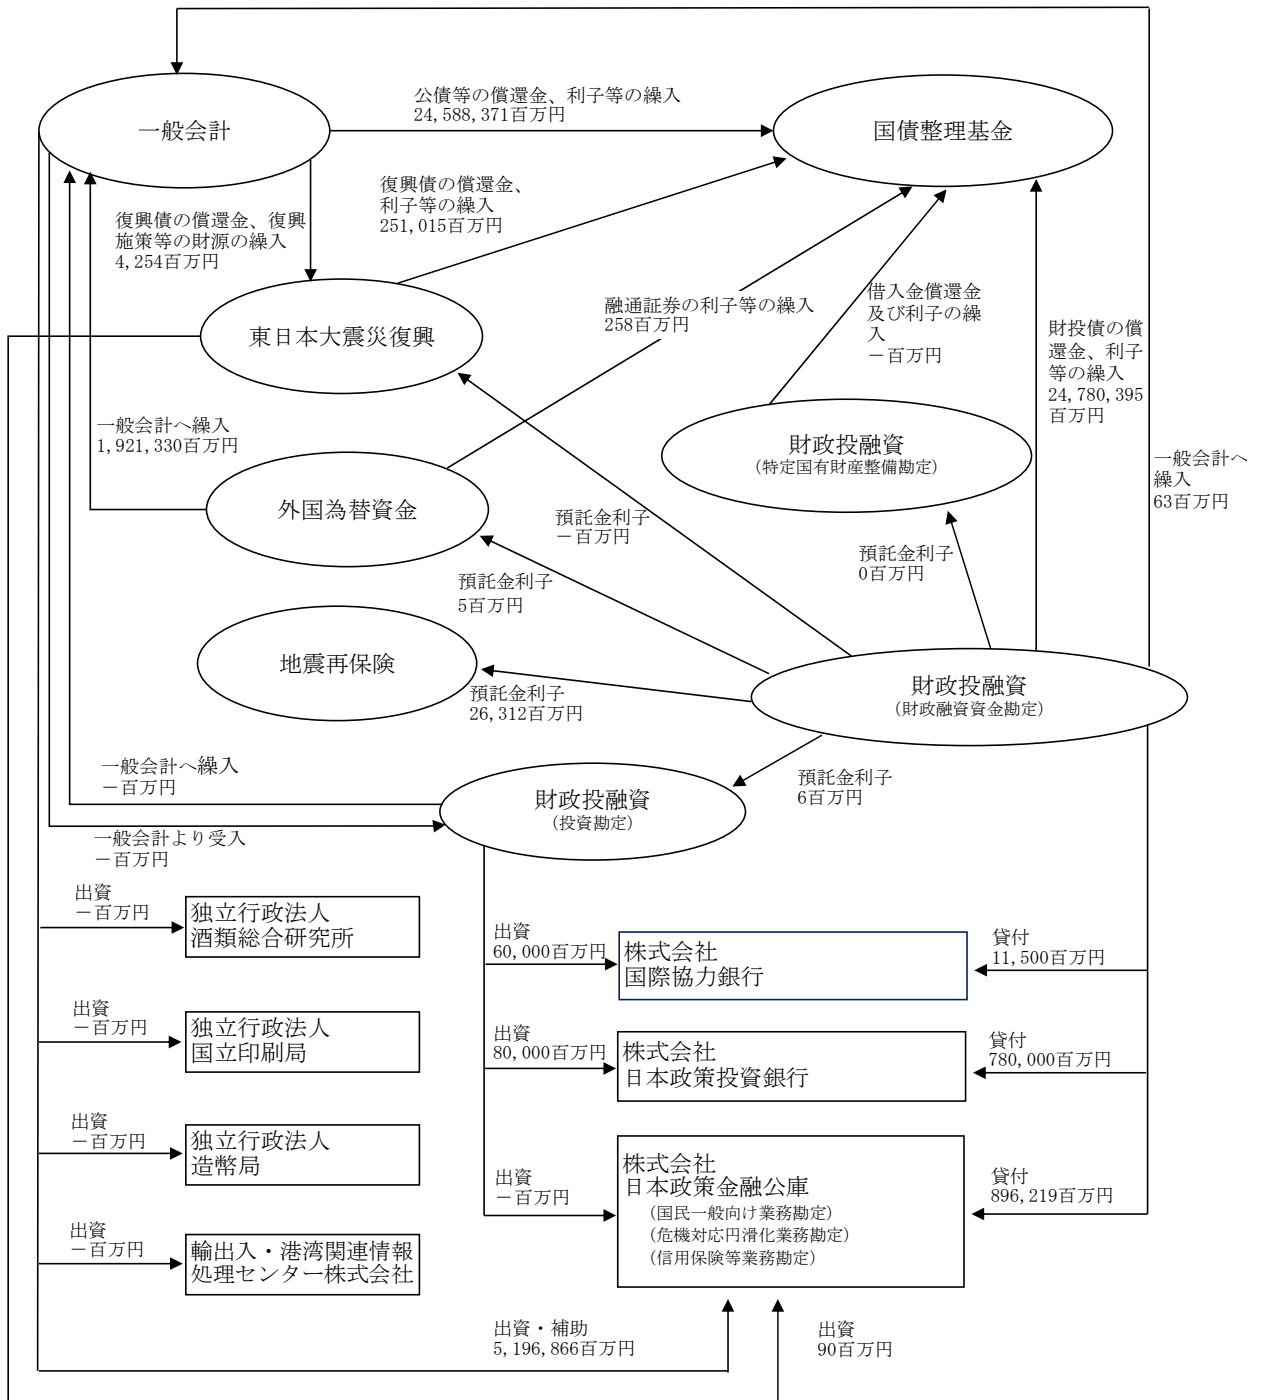 公債等の償還金、利子等の繰入
24,588,371百万円
一般会計
国債整理基金
復興債の償還金、
利子等の繰入
251,015百万円
復興債の償還金、復興
施策等の財源の繰入
4,254百万円
融通証券の利子等の繰入
258百万円
借入金償還金
及び利子の繰
入
－百万円
財投債の償
還金、利子
等の繰入
24,780,395
百万円
東日本大震災復興
一般会計へ繰入
1,921,330百万円
財政投融資
(特定国有財産整備勘定)
一般会計へ
繰入
63百万円
外国為替資金
預託金利子
－百万円
預託金利子
0百万円
預託金利子
5百万円
地震再保険
預託金利子
26,312百万円
財政投融資
(財政融資資金勘定)
一般会計へ繰入
－百万円
預託金利子
6百万円
財政投融資
(投資勘定)
一般会計より受入
－百万円
出資
－百万円
独立行政法人
酒類総合研究所
出資
60,000百万円
株式会社
国際協力銀行
貸付
11,500百万円
出資
－百万円
独立行政法人
国立印刷局
出資
80,000百万円
株式会社
日本政策投資銀行
貸付
780,000百万円
出資
－百万円
独立行政法人
造幣局
出資
－百万円
株式会社
日本政策金融公庫
(国民一般向け業務勘定)
(危機対応円滑化業務勘定)
(信用保険等業務勘定)
貸付
896,219百万円
出資
－百万円
輸出入・港湾関連情報
処理センター株式会社
出資・補助
5,196,866百万円
出資
90百万円